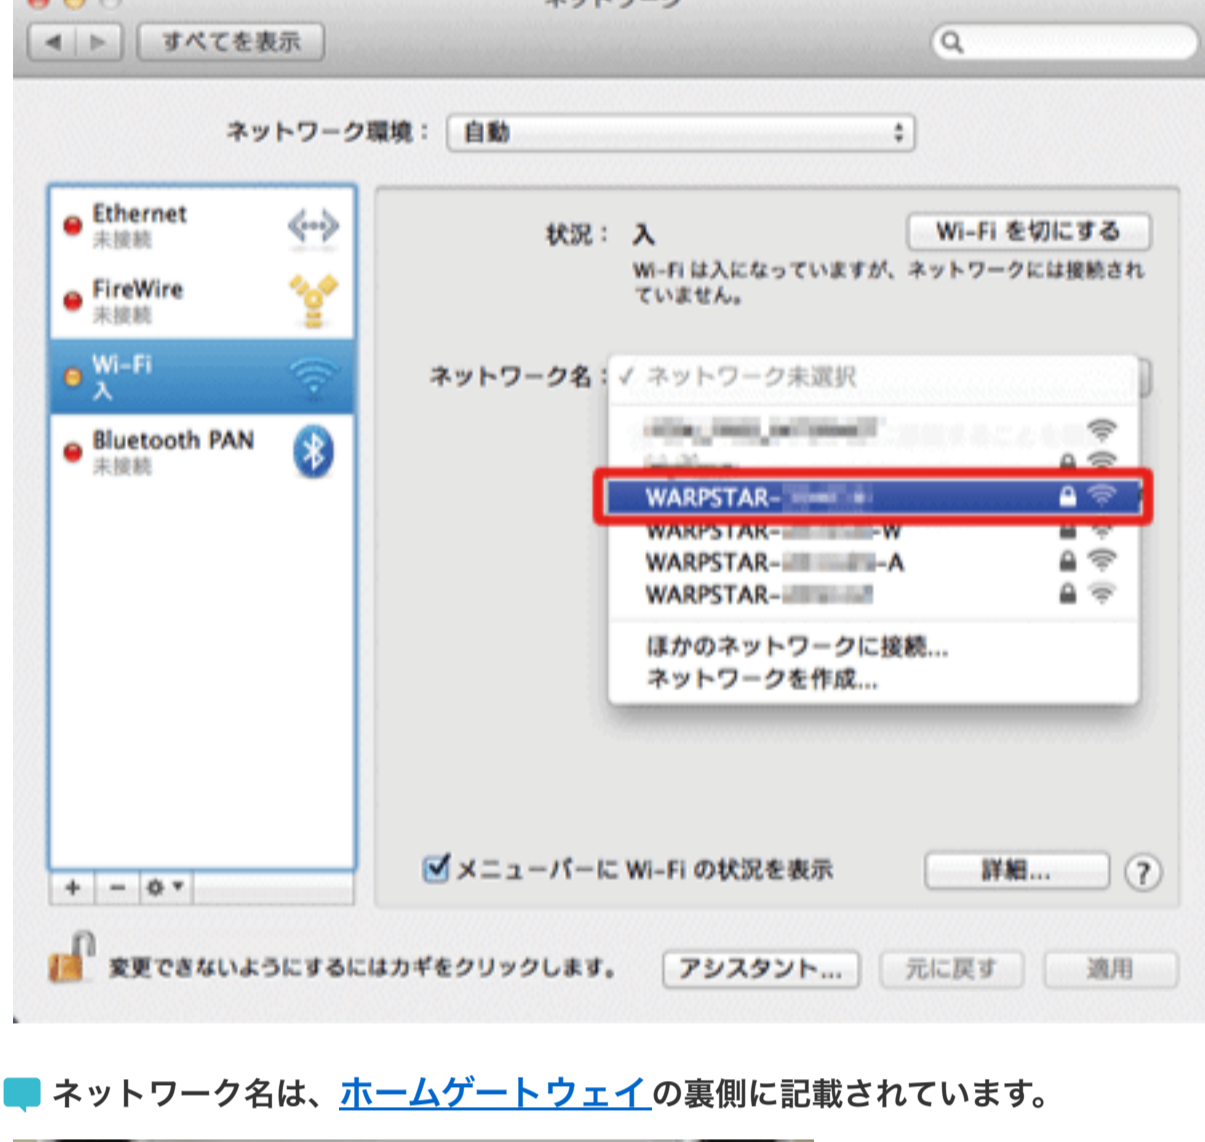 ネットワーク
すべてを表示
ネットワーク環境： 自動
Ethernet
未接続
FireWire
未接続
Wi-Fi
入
Bluetooth PAN
未接続
状況： 入
Wi-Fi を切にする
Wi-Fi は入になっていますが、ネットワークには接続され
ていません。
ネットワーク名： ✓ ネットワーク未選択
WARPSTAR-
WARPSTAR- -W
WARPSTAR- -A
WARPSTAR-
ほかのネットワークに接続...
ネットワークを作成...
メニューバーに Wi-Fi の状況を表示
詳細... ?
+ −
変更できないようにするにはカギをクリックします。
アシスタント... 元に戻す 適用
ネットワーク名は、ホームゲートウェイの裏側に記載されています。